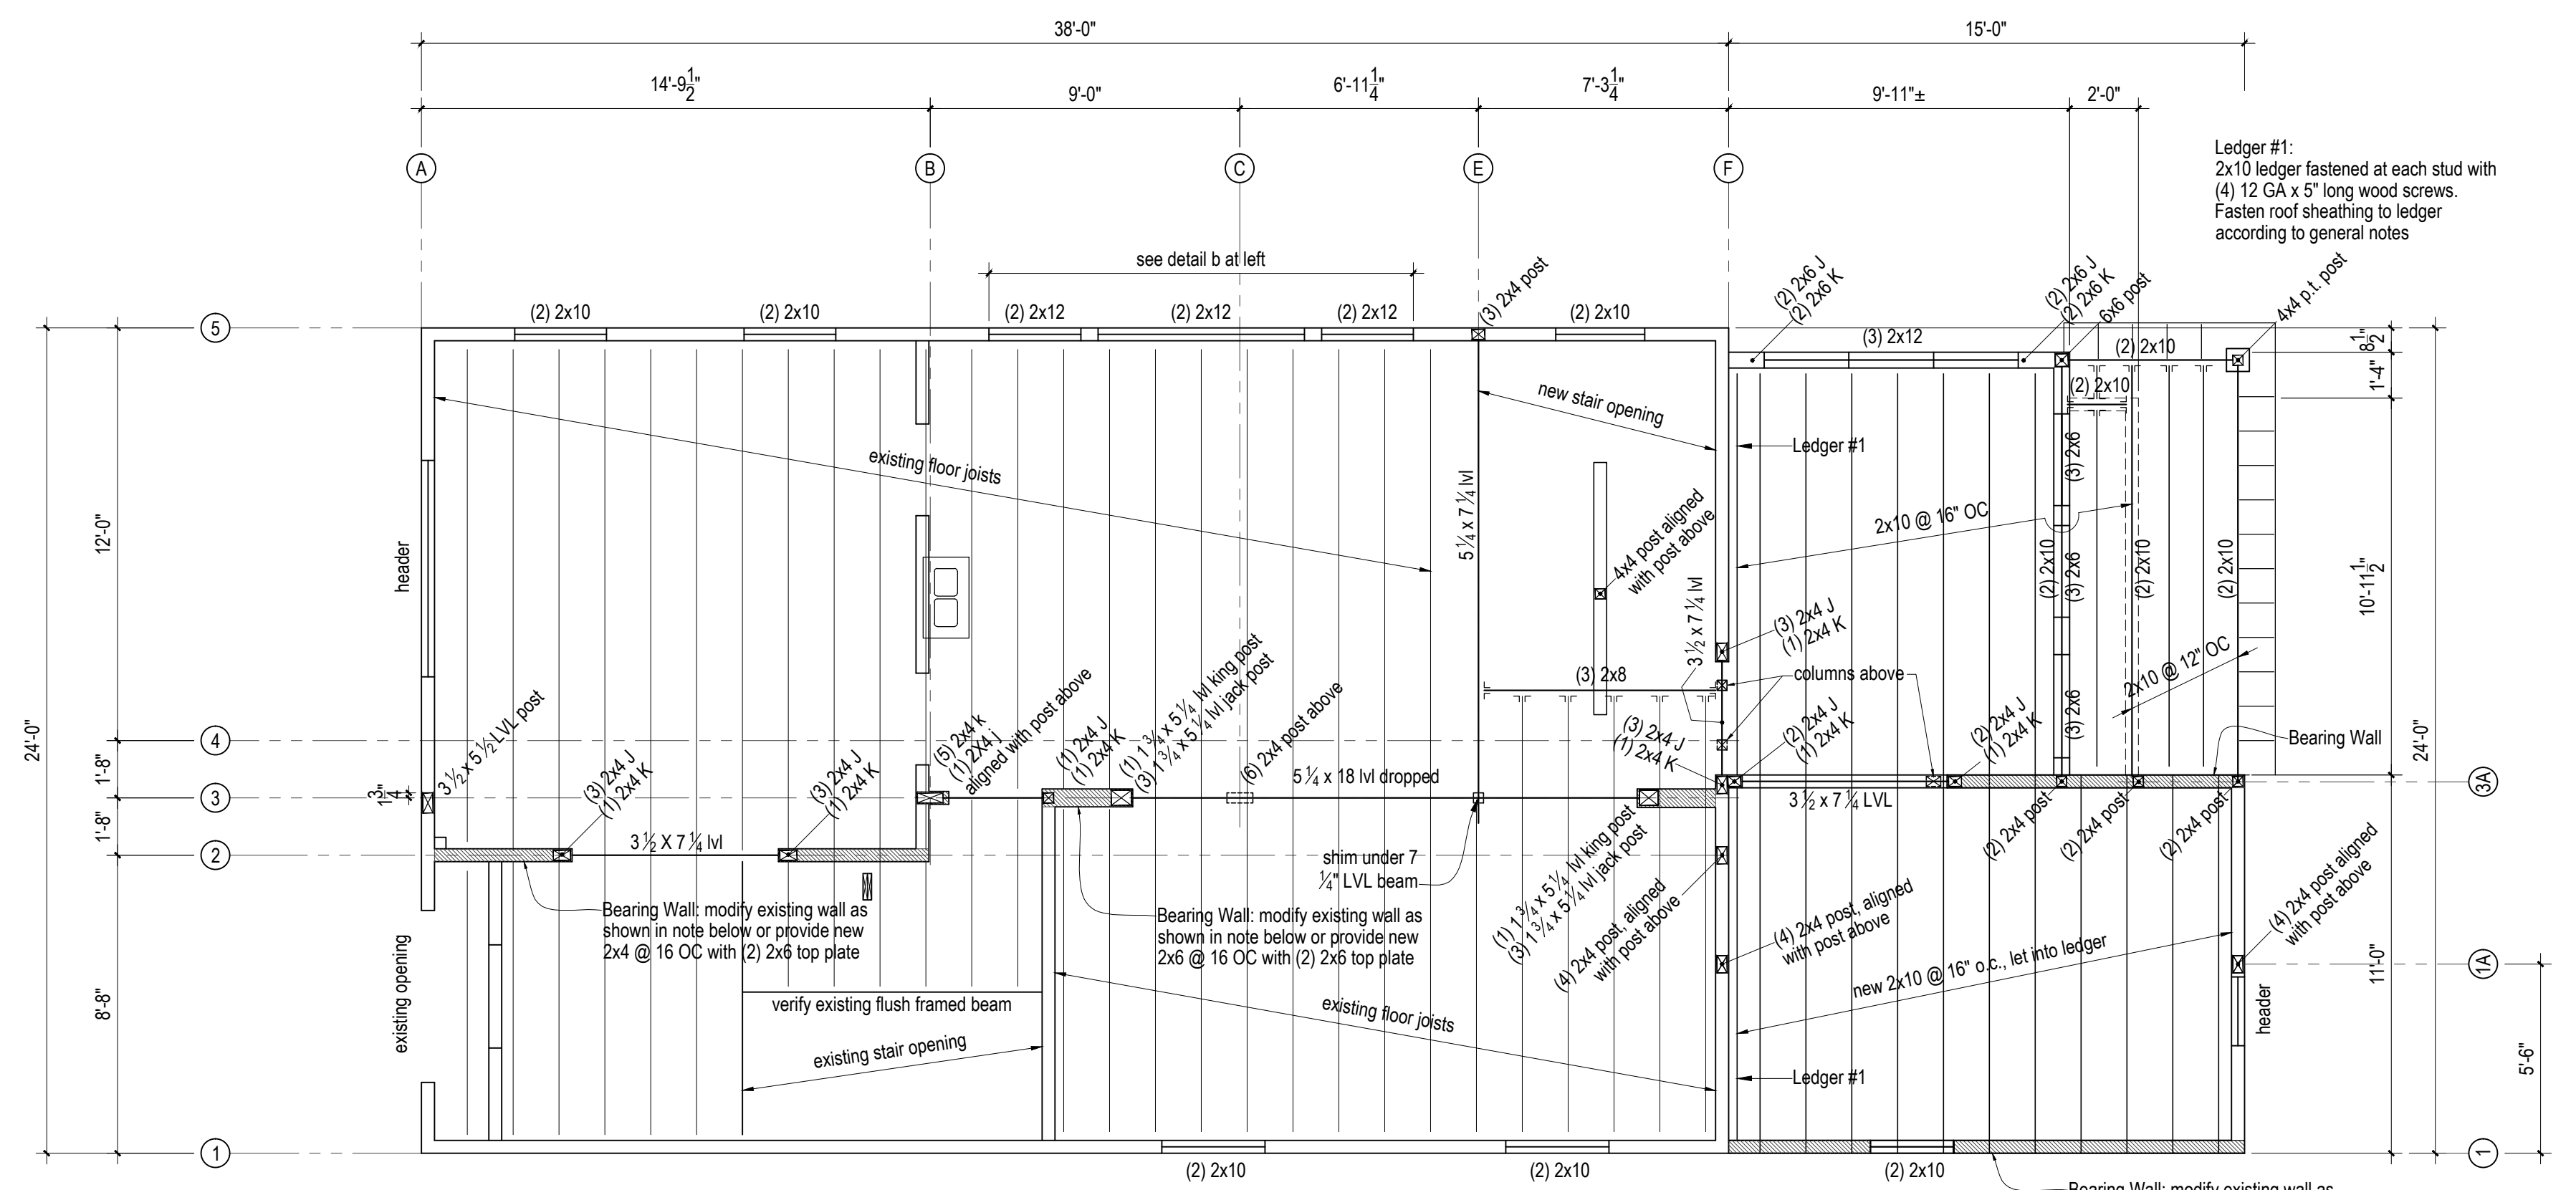 38'-0"
15'-0"
14'-9 1/2"
9'-0"
6'-11 1/4"
7'-3 1/4"
9'-11"±
2'-0"
A
B
C
E
F
Ledger #1:
2x10 ledger fastened at each stud with
(4) 12 GA x 5" long wood screws.
Fasten roof sheathing to ledger
according to general notes
see detail b at left
(3) 2x4 post
(2) 2x6 J
(2) 2x6 K
(2) 2x6 J
(2) 2x6 K
6x6 post
4x4 p.t. post
5
(2) 2x10
(2) 2x10
(2) 2x12
(2) 2x12
(2) 2x12
(2) 2x10
(3) 2x12
(2) 2x10
8 1/2"
1'-4"
(2) 2x10
new stair opening
Ledger #1
existing floor joists
(3) 2x6
5 1/4 x 7 1/4 lvl
4x4 post aligned
with post above
2x10 @ 16" OC
12'-0"
header
(2) 2x10
(3) 2x6
(2) 2x10
(2) 2x10
10'-11 1/2"
3 1/2 x 7 1/4 lvl
(3) 2x4 J
(1) 2x4 K
(3) 2x8
columns above
2x10 @ 12" OC
(3) 2x6
24'-0"
4
3 1/2 x 5 1/2 LVL post
(3) 2x4 J
(1) 2x4 K
(3) 2x4 J
(1) 2x4 K
(5) 2x4 k
(1) 2X4 j
aligned with post above
(1) 2x4 J
(1) 2x4 K
(1) 1 3/4 x 5 1/4 lvl king post
(3) 1 3/4 x 5 1/4 lvl jack post
(6) 2x4 post above
5 1/4 x 18 lvl dropped
(3) 2x4 J
(1) 2x4 K
(2) 2x4 J
(1) 2x4 K
(2) 2x4 J
(1) 2x4 K
Bearing Wall
24'-0"
1'-8"
3
1 3/4"
3A
3 1/2 x 7 1/4 LVL
1'-8"
2
3 1/2 X 7 1/4 lvl
shim under 7
1/4" LVL beam
(2) 2x4 post
(2) 2x4 post
(2) 2x4 post
(4) 2x4 post aligned
with post above
(1) 1 3/4 x 5 1/4 lvl king post
(3) 1 3/4 x 5 1/4 lvl jack post
(4) 2x4 post, aligned
with post above
(4) 2x4 post, aligned
with post above
Bearing Wall: modify existing wall as
shown in note below or provide new
2x4 @ 16 OC with (2) 2x6 top plate
Bearing Wall: modify existing wall as
shown in note below or provide new
2x6 @ 16 OC with (2) 2x6 top plate
new 2x10 @ 16" o.c., let into ledger
1A
11'-0"
8'-8"
existing opening
verify existing flush framed beam
existing floor joists
header
existing stair opening
5'-6"
Ledger #1
1
1
(2) 2x10
(2) 2x10
(2) 2x10
Bearing Wall: modify existing wall as